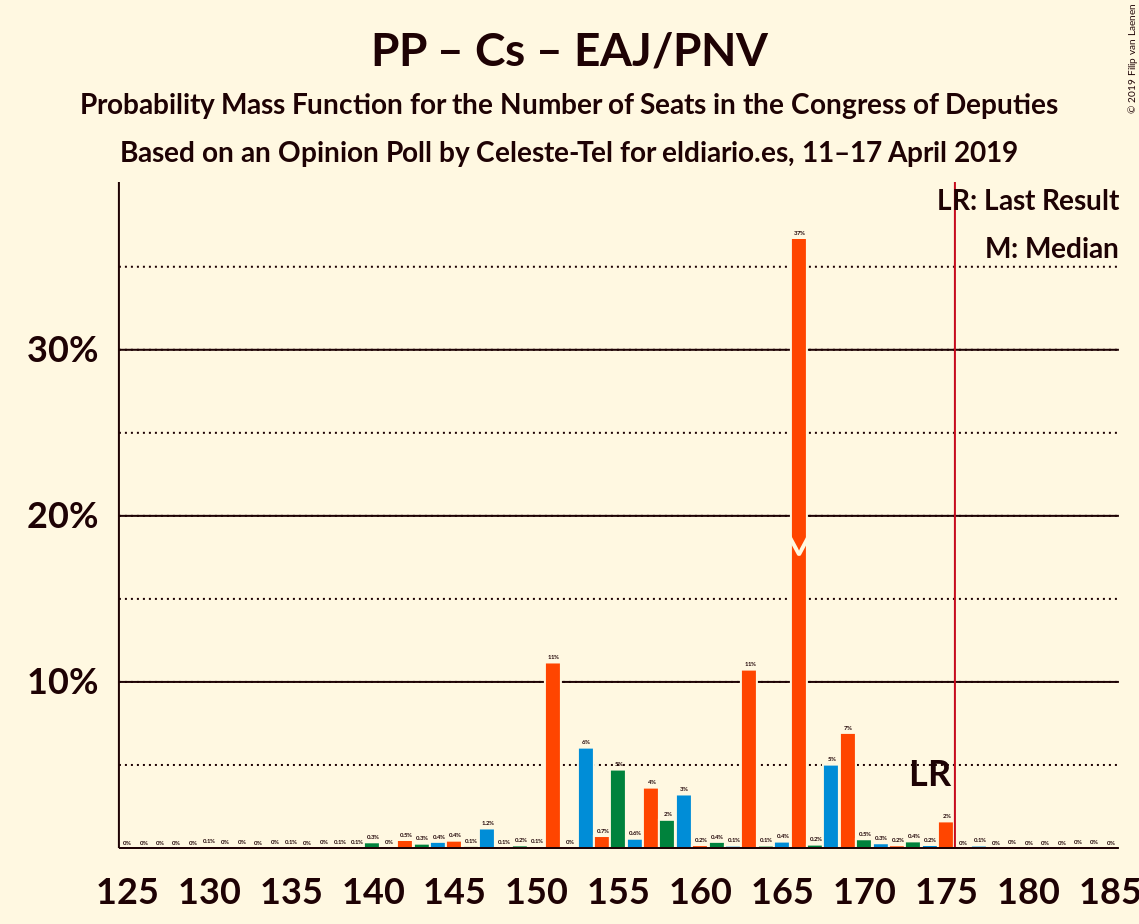 PP – Cs – EAJ/PNV
Probability Mass Function for the Number of Seats in the Congress of Deputies
Based on an Opinion Poll by Celeste-Tel for eldiario.es, 11–17 April 2019
© 2019 Filip van Laenen
LR: Last Result
M: Median
30%
20%
10%
37%
11%
11%
7%
6%
5%
5%
4%
3%
2%
2%
1.2%
M
LR
125 130 135 140 145 150 155 160 165 170 175 180 185